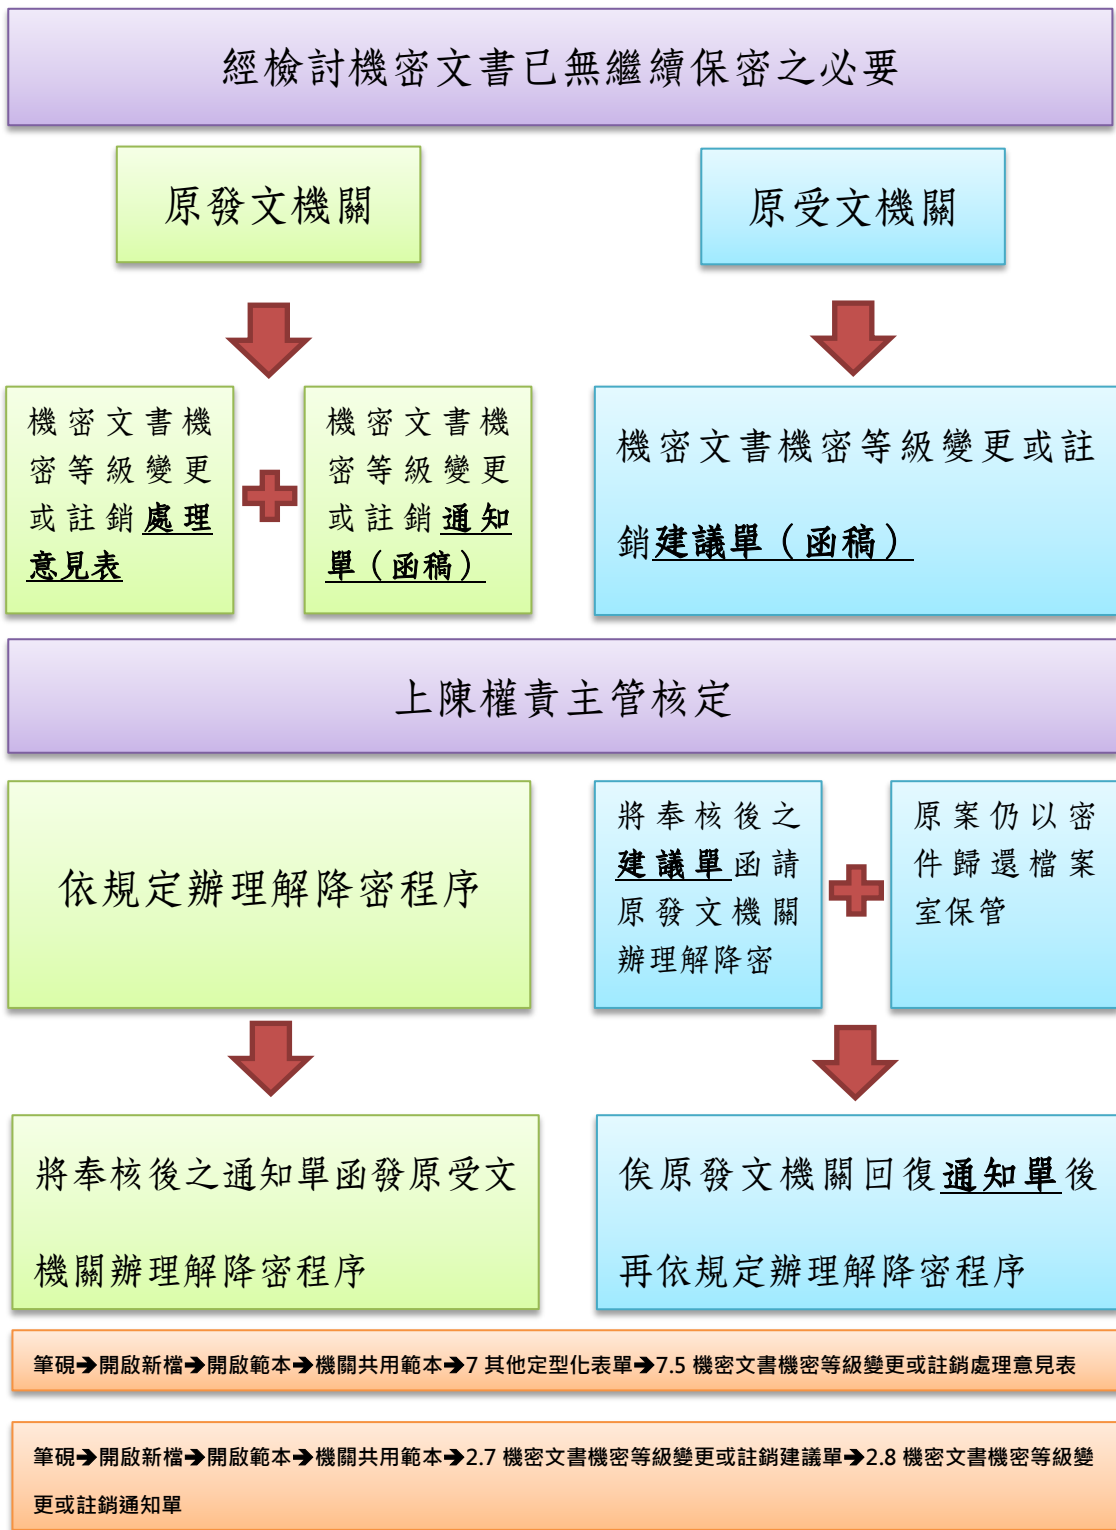 經檢討機密文書已無繼續保密之必要
原發文機關
原受文機關
機密文書機
密等級變更
或註銷處理
意見表
機密文書機
密等級變更
或註銷通知
單（函稿）
機密文書機密等級變更或註
銷建議單（函稿）
上陳權責主管核定
依規定辦理解降密程序
將奉核後之
建議單函請
原發文機關
辦理解降密
原案仍以密
件歸還檔案
室保管
將奉核後之通知單函發原受文
機關辦理解降密程序
俟原發文機關回復通知單後
再依規定辦理解降密程序
筆硯➔開啟新檔➔開啟範本➔機關共用範本➔7 其他定型化表單➔7.5 機密文書機密等級變更或註銷處理意見表
筆硯➔開啟新檔➔開啟範本➔機關共用範本➔2.7 機密文書機密等級變更或註銷建議單➔2.8 機密文書機密等級變
更或註銷通知單